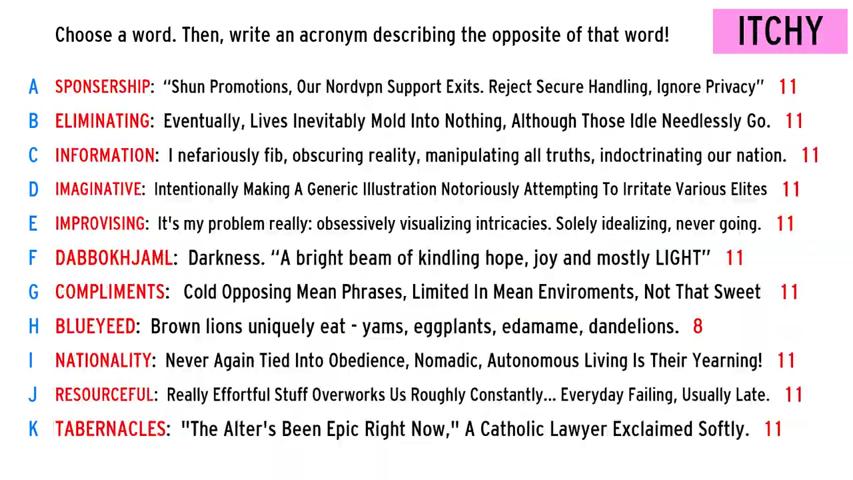 Choose a word. Then, write an acronym describing the opposite of that word!
ITCHY
A SPONSERSHIP: “Shun Promotions, Our Nordvpn Support Exits. Reject Secure Handling, Ignore Privacy” 11
B ELIMINATING: Eventually, Lives Inevitably Mold Into Nothing, Although Those Idle Needlessly Go. 11
C INFORMATION: I nefariously fib, obscuring reality, manipulating all truths, indoctrinating our nation. 11
D IMAGINATIVE: Intentionally Making A Generic Illustration Notoriously Attempting To Irritate Various Elites 11
E IMPROVISING: It's my problem really: obsessively visualizing intricacies. Solely idealizing, never going. 11
F DABBOKHJAML: Darkness. “A bright beam of kindling hope, joy and mostly LIGHT” 11
G COMPLIMENTS: Cold Opposing Mean Phrases, Limited In Mean Enviroments, Not That Sweet 11
H BLUEYEED: Brown lions uniquely eat - yams, eggplants, edamame, dandelions. 8
I NATIONALITY: Never Again Tied Into Obedience, Nomadic, Autonomous Living Is Their Yearning! 11
J RESOURCEFUL: Really Effortful Stuff Overworks Us Roughly Constantly... Everyday Failing, Usually Late. 11
K TABERNACLES: "The Alter's Been Epic Right Now," A Catholic Lawyer Exclaimed Softly. 11